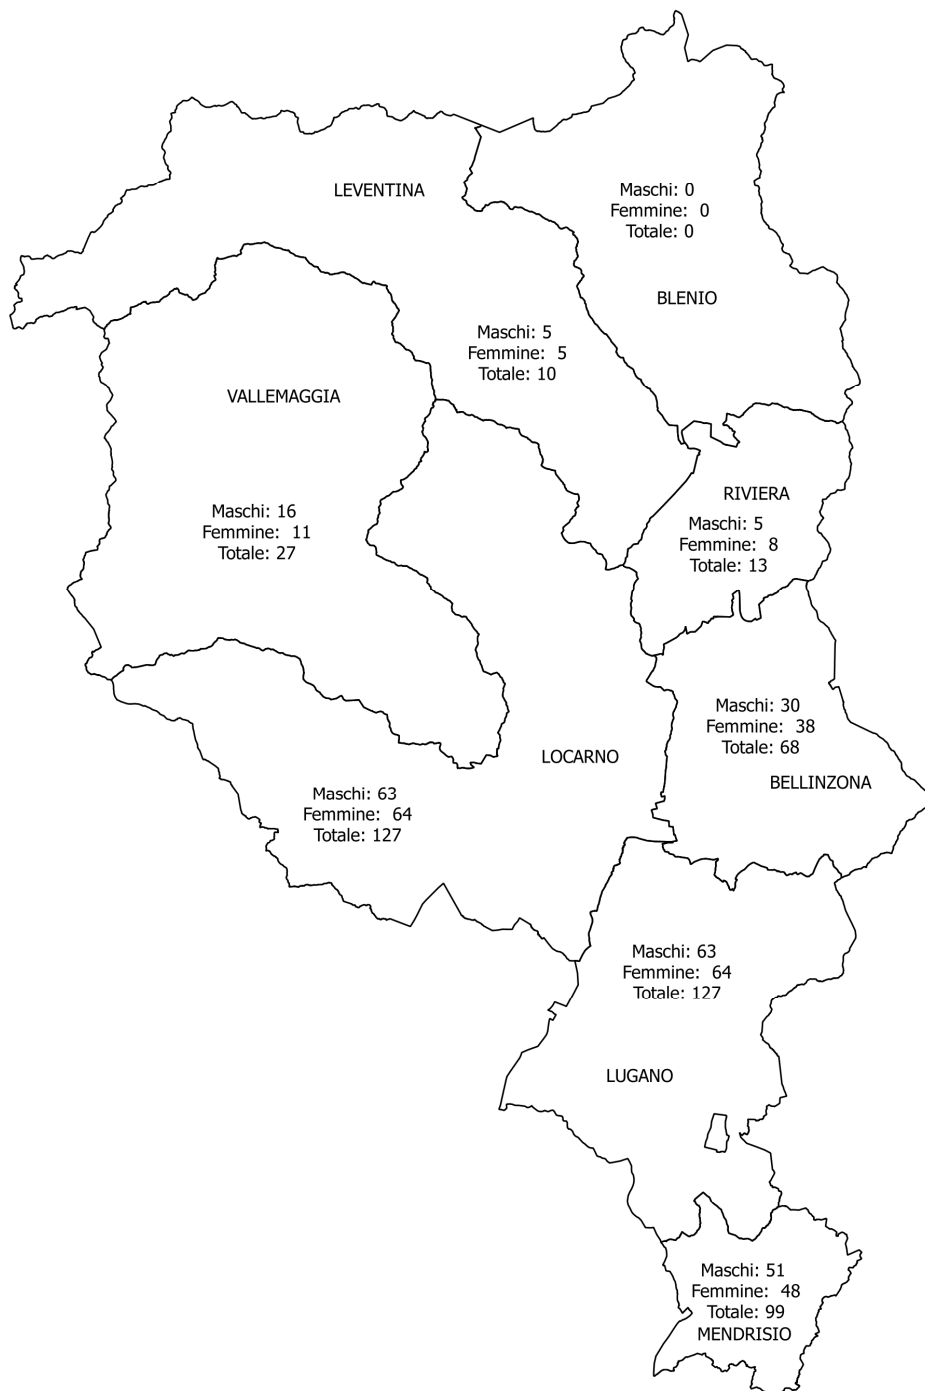 LEVENTINA
Maschi: 5
Femmine: 5
Totale: 10
Maschi: 0
Femmine: 0
Totale: 0
BLENIO
VALLEMAGGIA
Maschi: 16
Femmine: 11
Totale: 27
RIVIERA
Maschi: 5
Femmine: 8
Totale: 13
Maschi: 30
Femmine: 38
Totale: 68
BELLINZONA
LOCARNO
Maschi: 63
Femmine: 64
Totale: 127
Maschi: 63
Femmine: 64
Totale: 127
LUGANO
Maschi: 51
Femmine: 48
Totale: 99
MENDRISIO